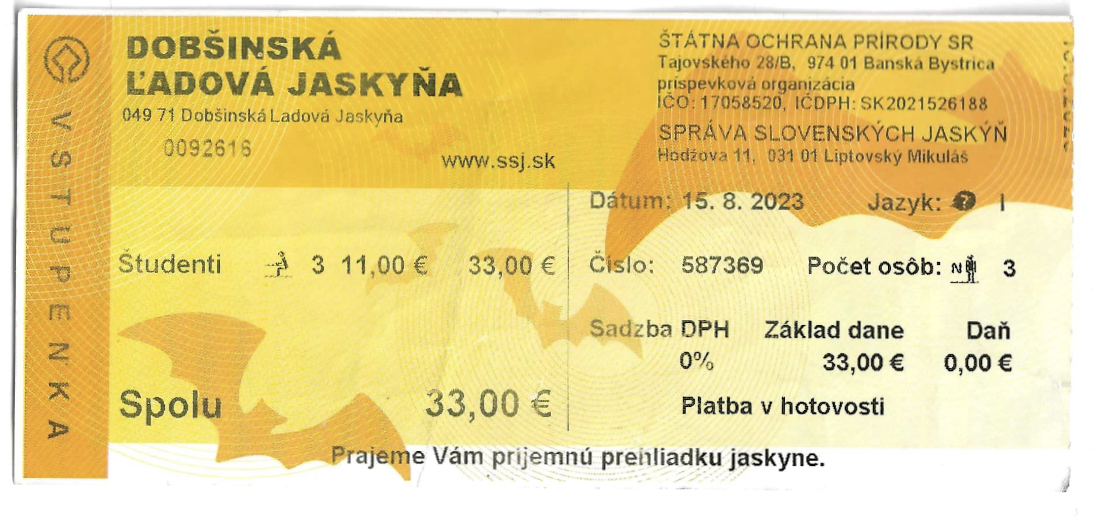 VSTUPENKA
DOBŠINSKÁ
ĽADOVÁ JASKYŇA
049 71 Dobšinská Ladová Jaskyňa
0092616
www.ssj.sk
ŠTÁTNA OCHRANA PRÍRODY SR
Tajovského 28/B, 974 01 Banská Bystrica
príspevková organizácia
IČO: 17058520, IČDPH: SK2021526188
SPRÁVA SLOVENSKÝCH JASKÝŇ
Hodžova 11, 031 01 Liptovský Mikuláš
Dátum: 15. 8. 2023 Jazyk: ? I
Študenti 3 11,00 € 33,00 €
Číslo: 587369 Počet osôb: N 3
Sadzba DPH Základ dane Daň
0% 33,00 € 0,00 €
Spolu 33,00 €
Platba v hotovosti
Prajeme Vám príjemnú prehliadku jaskyne.